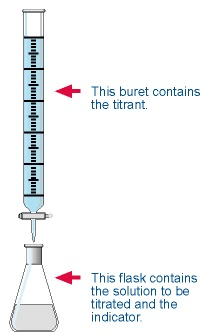 This buret contains
the titrant.
This flask contains
the solution to be
titrated and the
indicator.